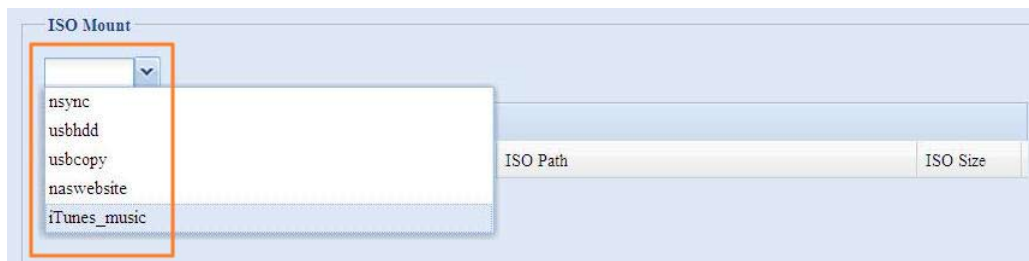 ISO Mount
nsync
usbhdd
usbcopy
ISO Path ISO Size
naswebsite
iTunes_music